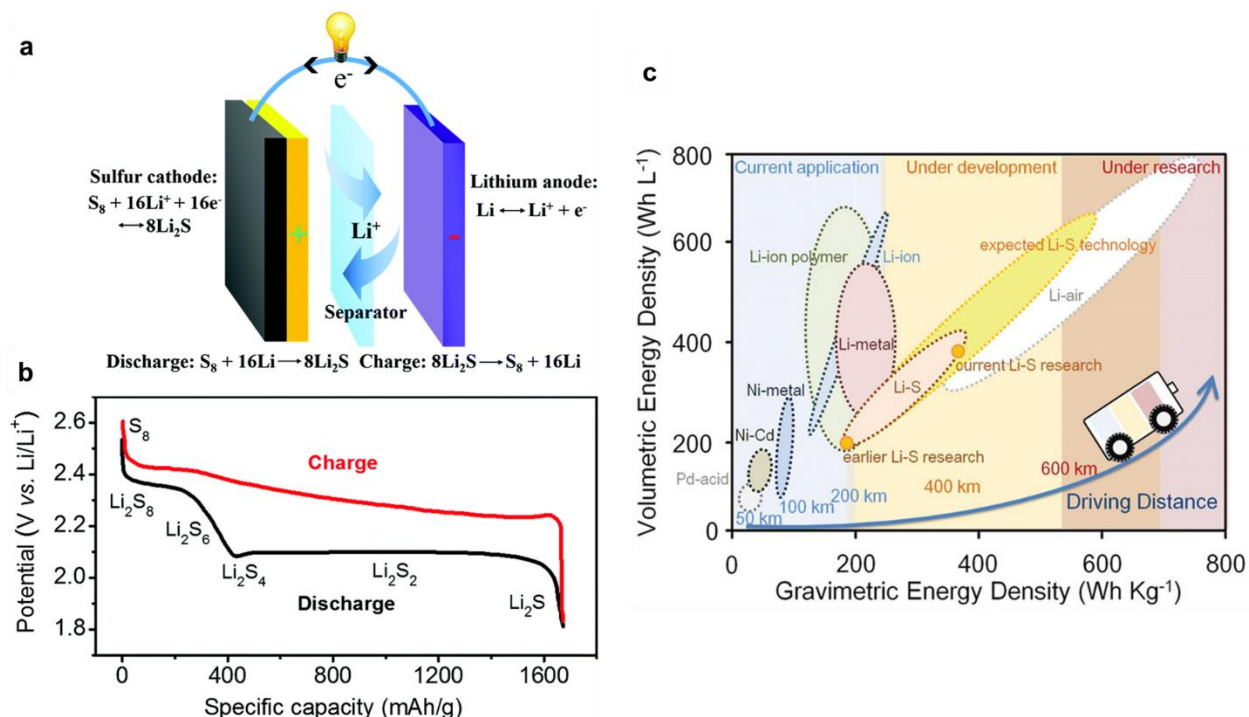 a
e-
Sulfur cathode:
S₈ + 16Li⁺ + 16e⁻
⟷8Li₂S
+
Li⁺
-
Separator
Lithium anode:
Li ⟷ Li⁺ + e-
Discharge: S₈ + 16Li⟶8Li₂S Charge: 8Li₂S⟶S₈ + 16Li
b
Potential (V vs. Li/Li⁺)
2.6
2.4
2.2
2.0
1.8
S₈
Charge
Li₂S₈
Li₂S₆
Li₂S₄
Li₂S₂
Li₂S
Discharge
0 400 800 1200 1600
Specific capacity (mAh/g)
c
Volumetric Energy Density (Wh L⁻¹)
800
600
400
200
0
Current application
Under development
Under research
Li-ion polymer
Li-ion
expected Li-S technology
Li-air
Li-metal
current Li-S research
Li-S
Ni-metal
Ni-Cd
earlier Li-S research
Pd-acid
50 km
100 km
200 km
400 km
600 km
Driving Distance
0 200 400 600 800
Gravimetric Energy Density (Wh Kg⁻¹)